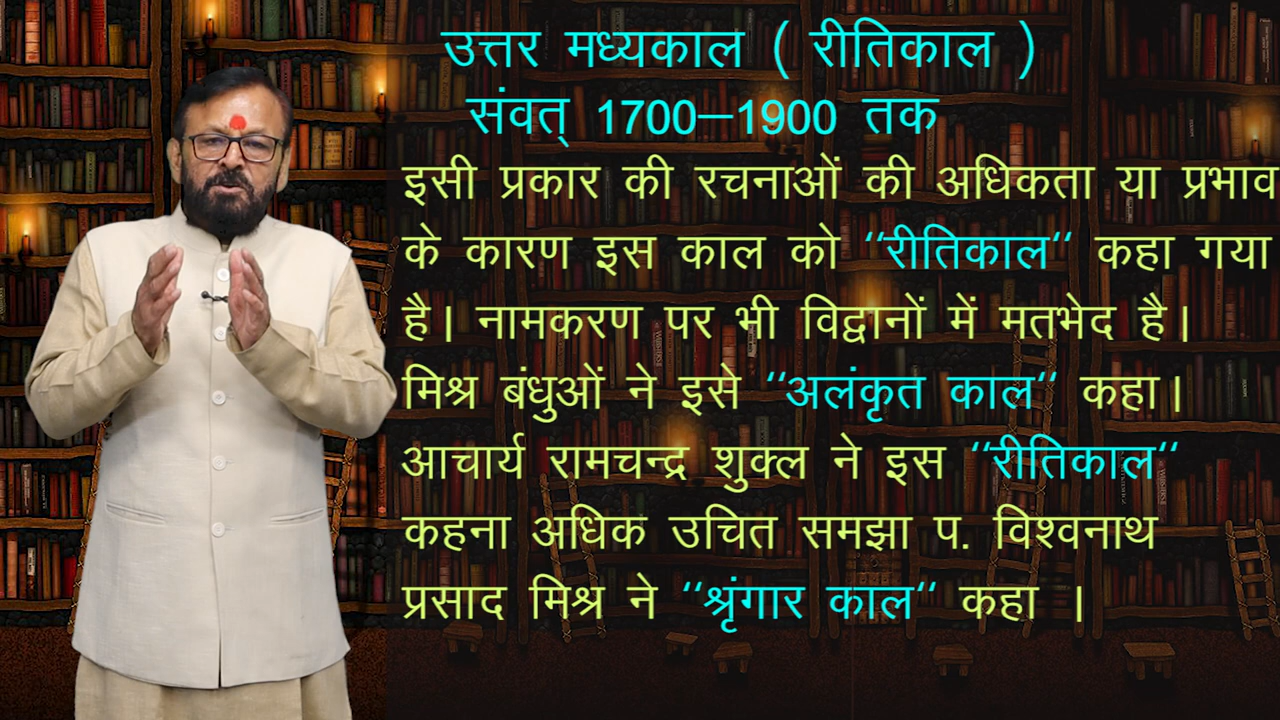 उत्तर मध्यकाल ( रीतिकाल )
संवत् 1700–1900 तक
इसी प्रकार की रचनाओं की अधिकता या प्रभाव
के कारण इस काल को “रीतिकाल“ कहा गया
है। नामकरण पर भी विद्वानों में मतभेद है।
मिश्र बंधुओं ने इसे “अलंकृत काल“ कहा।
आचार्य रामचन्द्र शुक्ल ने इस “रीतिकाल“
कहना अधिक उचित समझा प. विश्वनाथ
प्रसाद मिश्र ने “श्रृंगार काल“ कहा ।